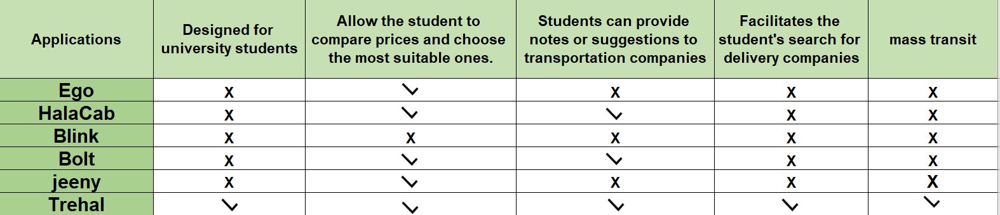 Applications
Designed for
university students
Allow the student to
compare prices and choose
the most suitable ones.
Students can provide
notes or suggestions to
transportation companies
Facilitates the
student's search for
delivery companies
mass transit
Ego X X X X
HalaCab X X X
Blink X X X X X
Bolt X X X
jeeny X X X X
Trehal